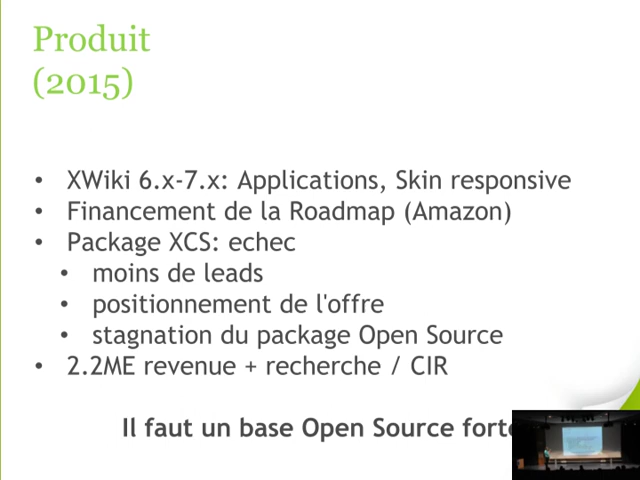 Produit
(2015)
• XWiki 6.x-7.x: Applications, Skin responsive
• Financement de la Roadmap (Amazon)
• Package XCS: echec
• moins de leads
• positionnement de l'offre
• stagnation du package Open Source
• 2.2ME revenue + recherche / CIR
Il faut un base Open Source forte